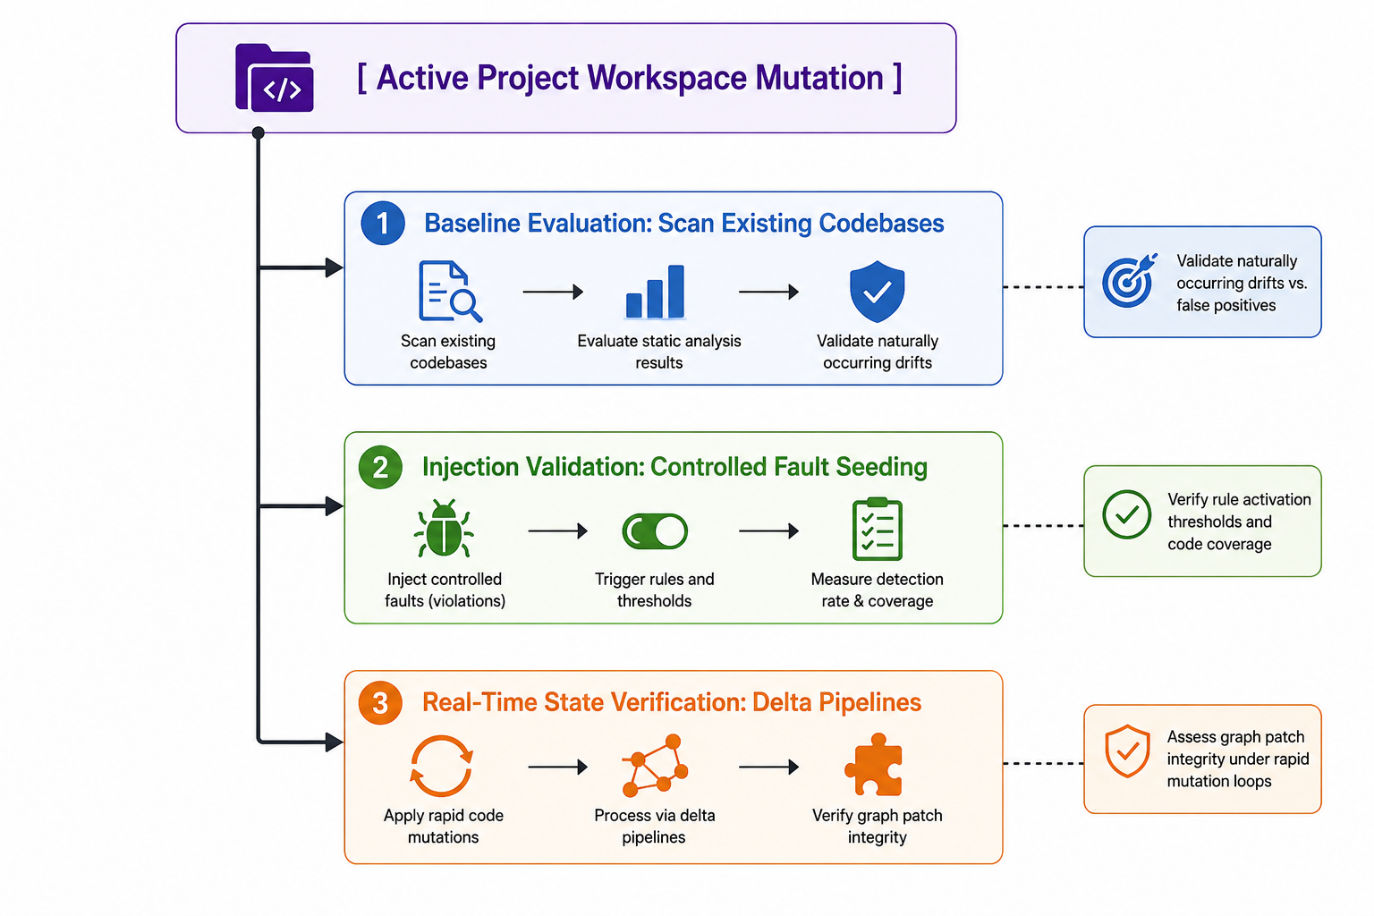 </>
[ Active Project Workspace Mutation ]
1
Baseline Evaluation: Scan Existing Codebases
Scan existing
codebases
Evaluate static analysis
results
Validate naturally
occurring drifts
Validate naturally
occurring drifts vs.
false positives
2
Injection Validation: Controlled Fault Seeding
Inject controlled
faults (violations)
Trigger rules and
thresholds
Measure detection
rate & coverage
Verify rule activation
thresholds and
code coverage
3
Real-Time State Verification: Delta Pipelines
Apply rapid code
mutations
Process via delta
pipelines
Verify graph patch
integrity
Assess graph patch
integrity under rapid
mutation loops